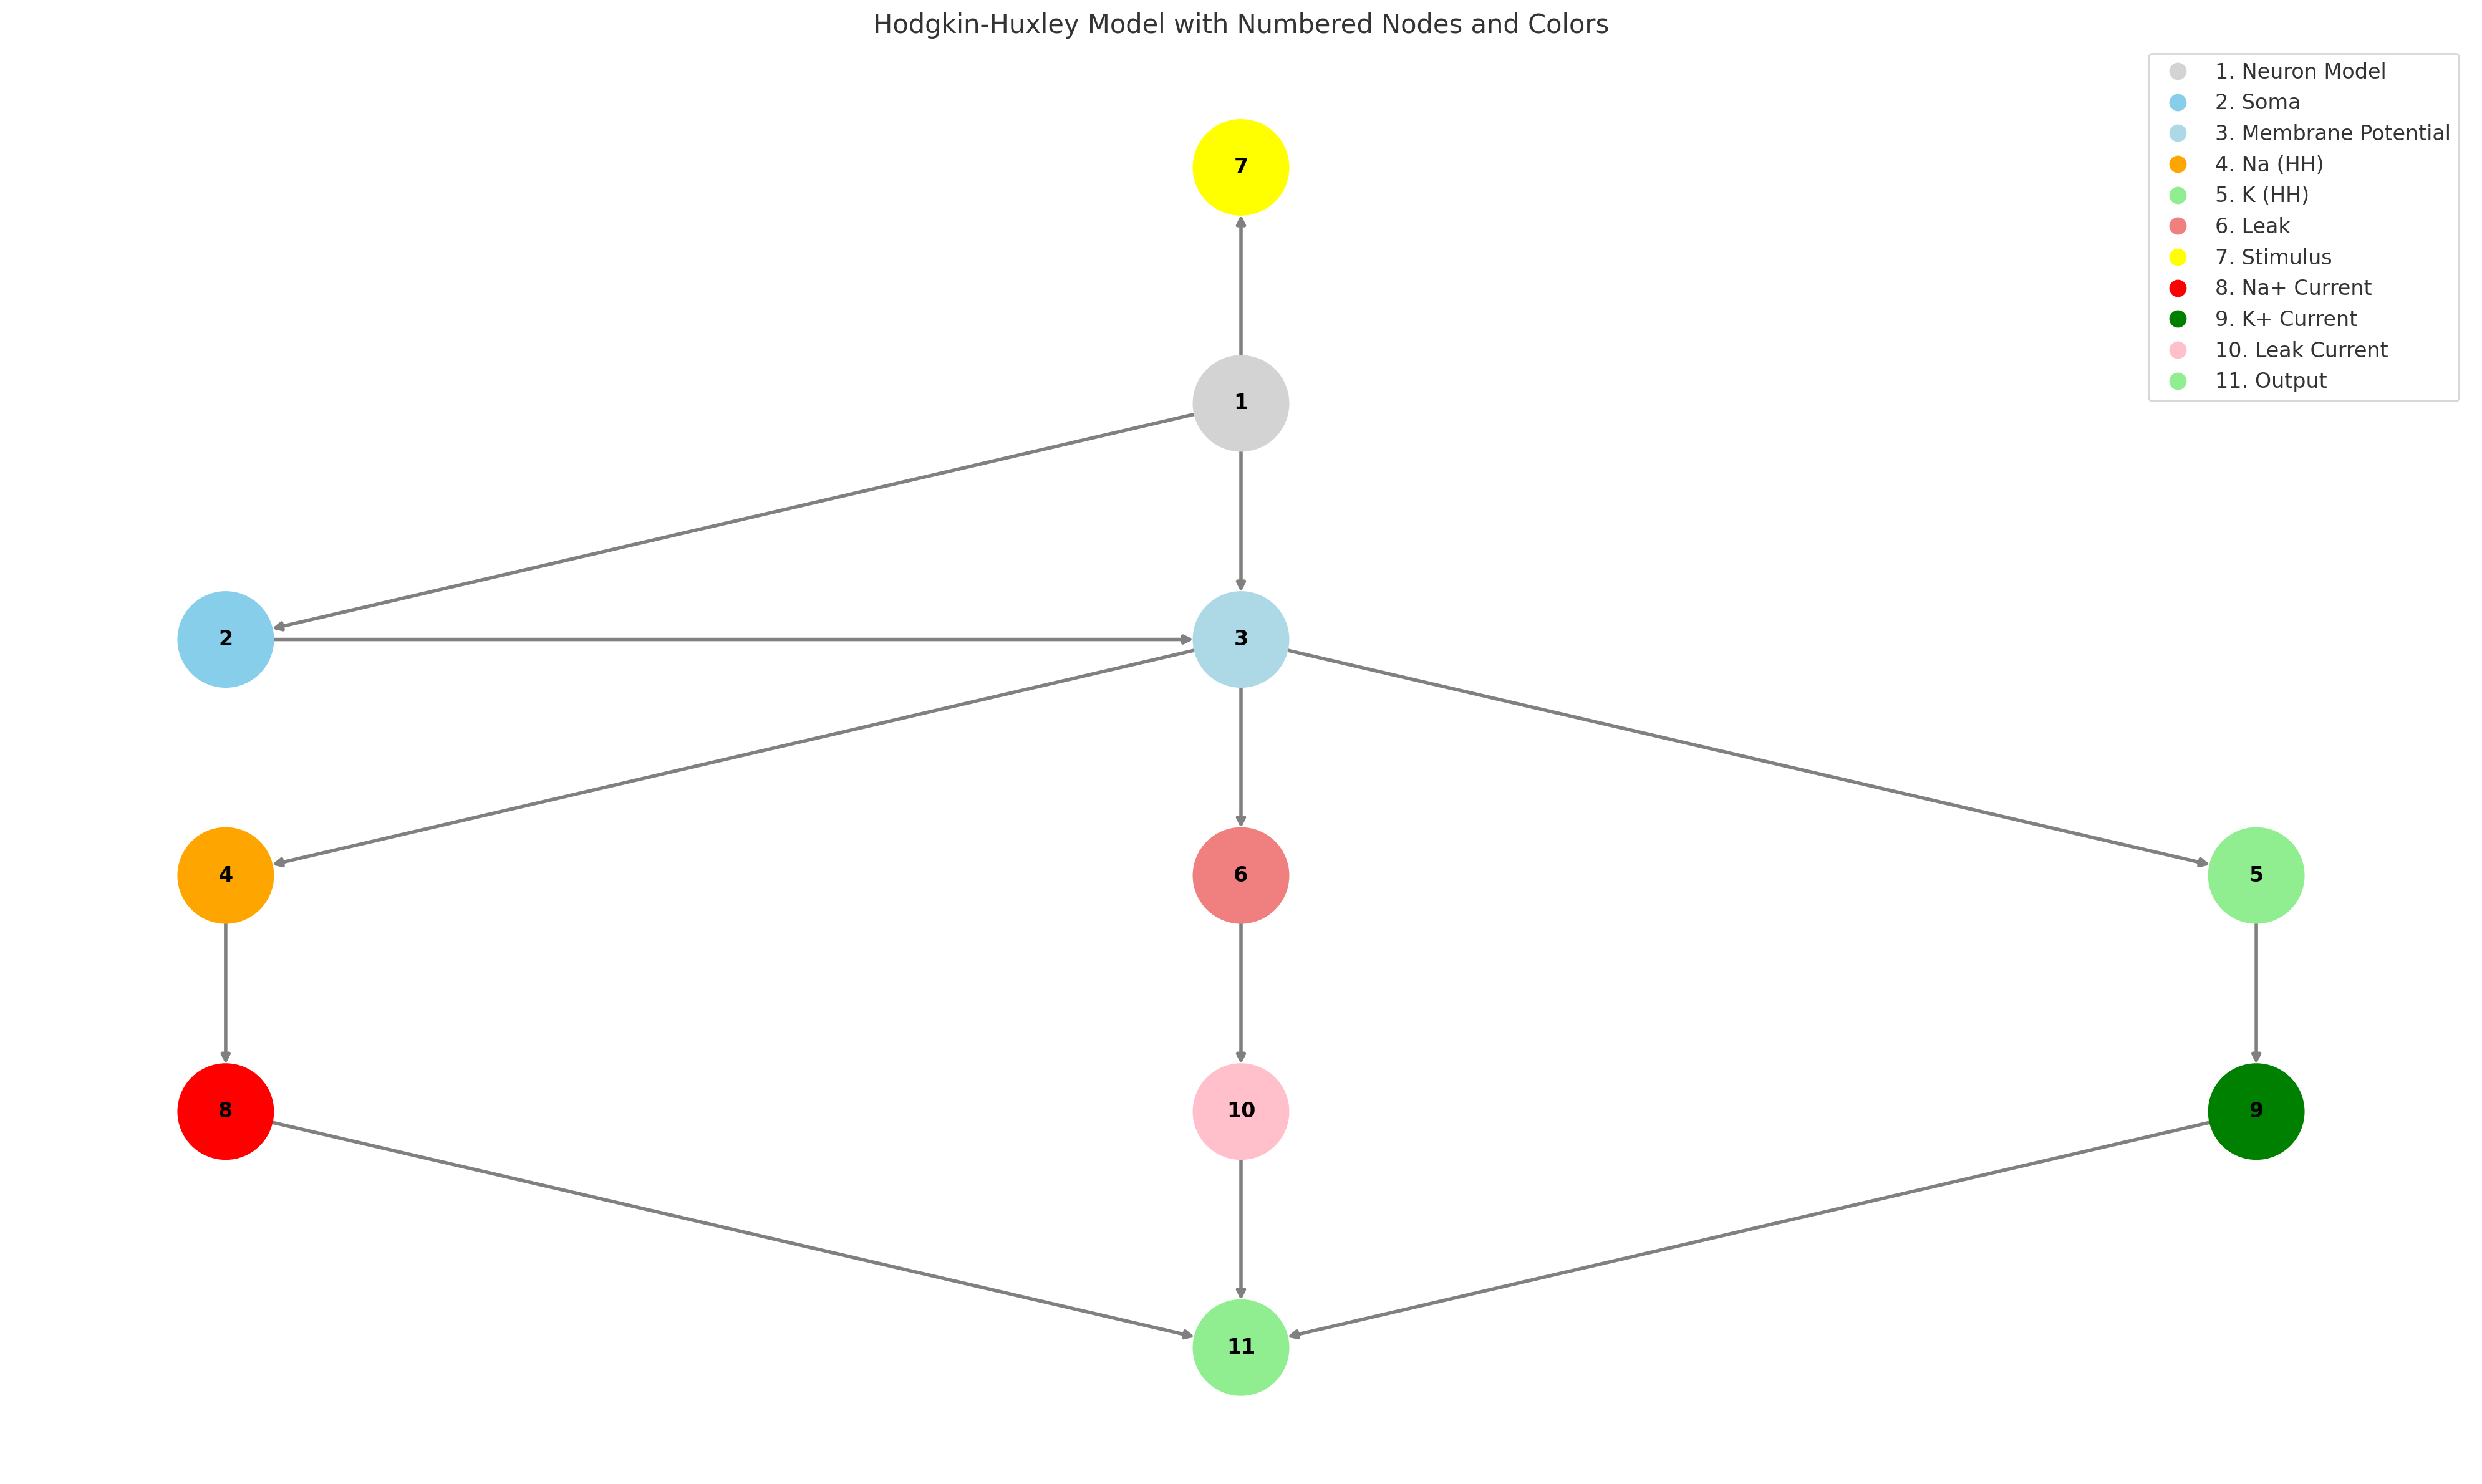 Hodgkin-Huxley Model with Numbered Nodes and Colors
1. Neuron Model
2. Soma
3. Membrane Potential
4. Na (HH)
5. K (HH)
6. Leak
7. Stimulus
8. Na+ Current
9. K+ Current
10. Leak Current
11. Output
7
1
2
3
4
6
5
8
10
9
11